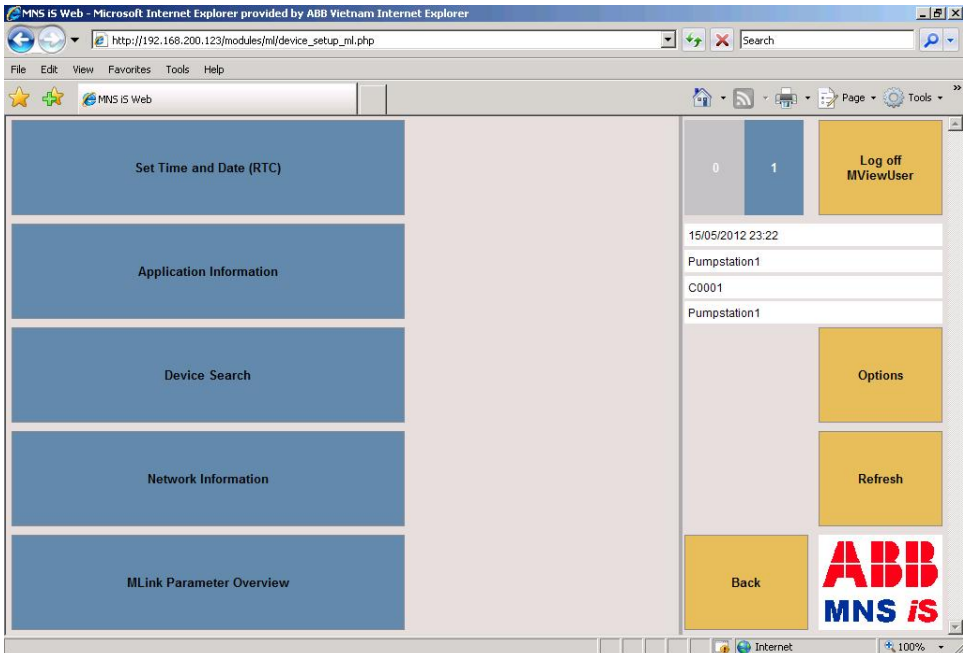 MNS iS Web - Microsoft Internet Explorer provided by ABB Vietnam Internet Explorer
http://192.168.200.123/modules/ml/device_setup_ml.php
Search
File Edit View Favorites Tools Help
MNS iS Web
Page Tools »
Set Time and Date (RTC)
0 1
Log off
MViewUser
15/05/2012 23:22
Application Information
Pumpstation1
C0001
Pumpstation1
Device Search
Options
Network Information
Refresh
MLink Parameter Overview
Back
ABB
MNS iS
Internet
100%